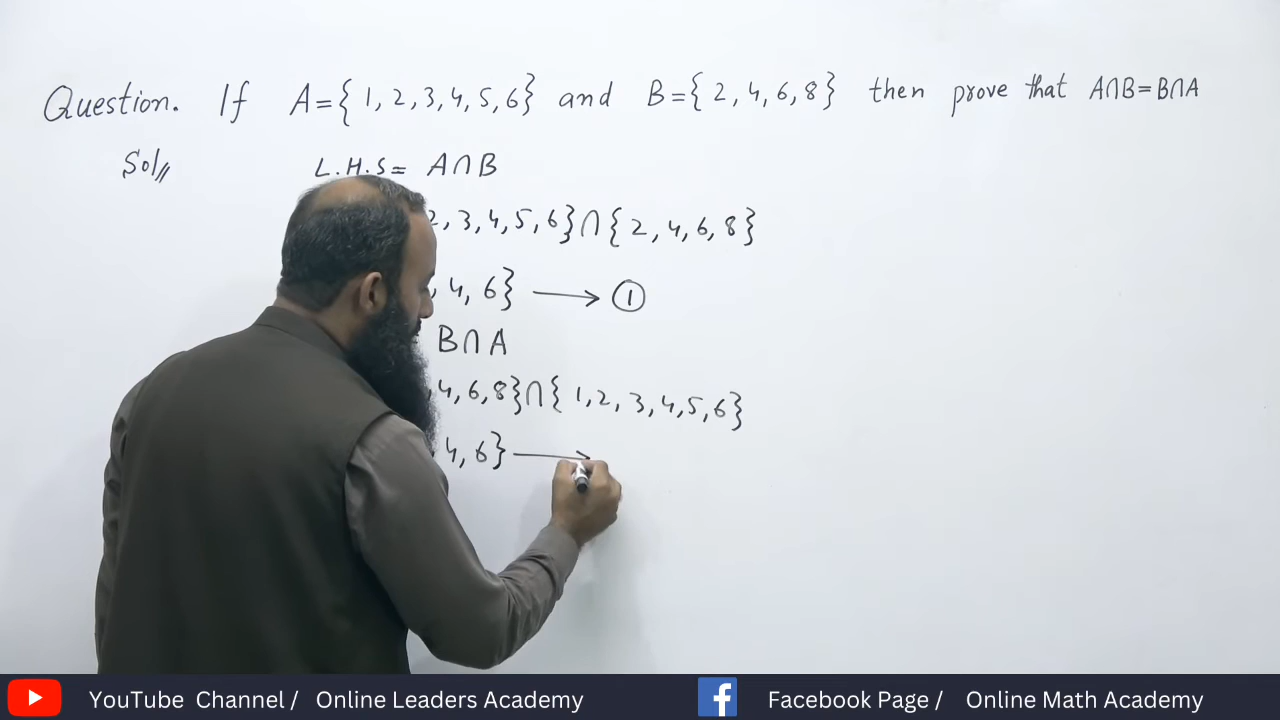 Question. If A={ 1, 2, 3, 4, 5, 6} and B={ 2, 4, 6, 8 } then prove that A∩B=B∩A
Sol//
L.H.S= A∩B
2, 3, 4, 5, 6}∩{ 2, 4, 6, 8 }
, 4, 6} ⟶ ①
B∩A
,4, 6, 8}∩{ 1, 2, 3, 4, 5, 6}
4, 6} ⟶
YouTube Channel / Online Leaders Academy
Facebook Page / Online Math Academy